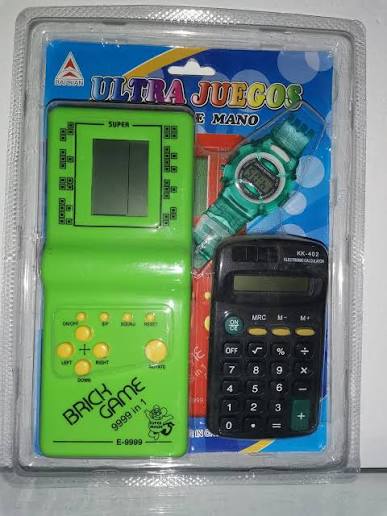 ULTRA JUEGOS
E MANO
SUPER
ON/OFF
S/P
SOUND
RESET
LEFT
RIGHT
DOWN
ROTATE
BRICK
GAME
9999 in 1
E-9999
KK-402
ELECTRONIC CALCULATOR
ON/CE
MRC M- M+
OFF √ % ÷
7 8 9 ×
4 5 6 -
1 2 3 +
0 • =